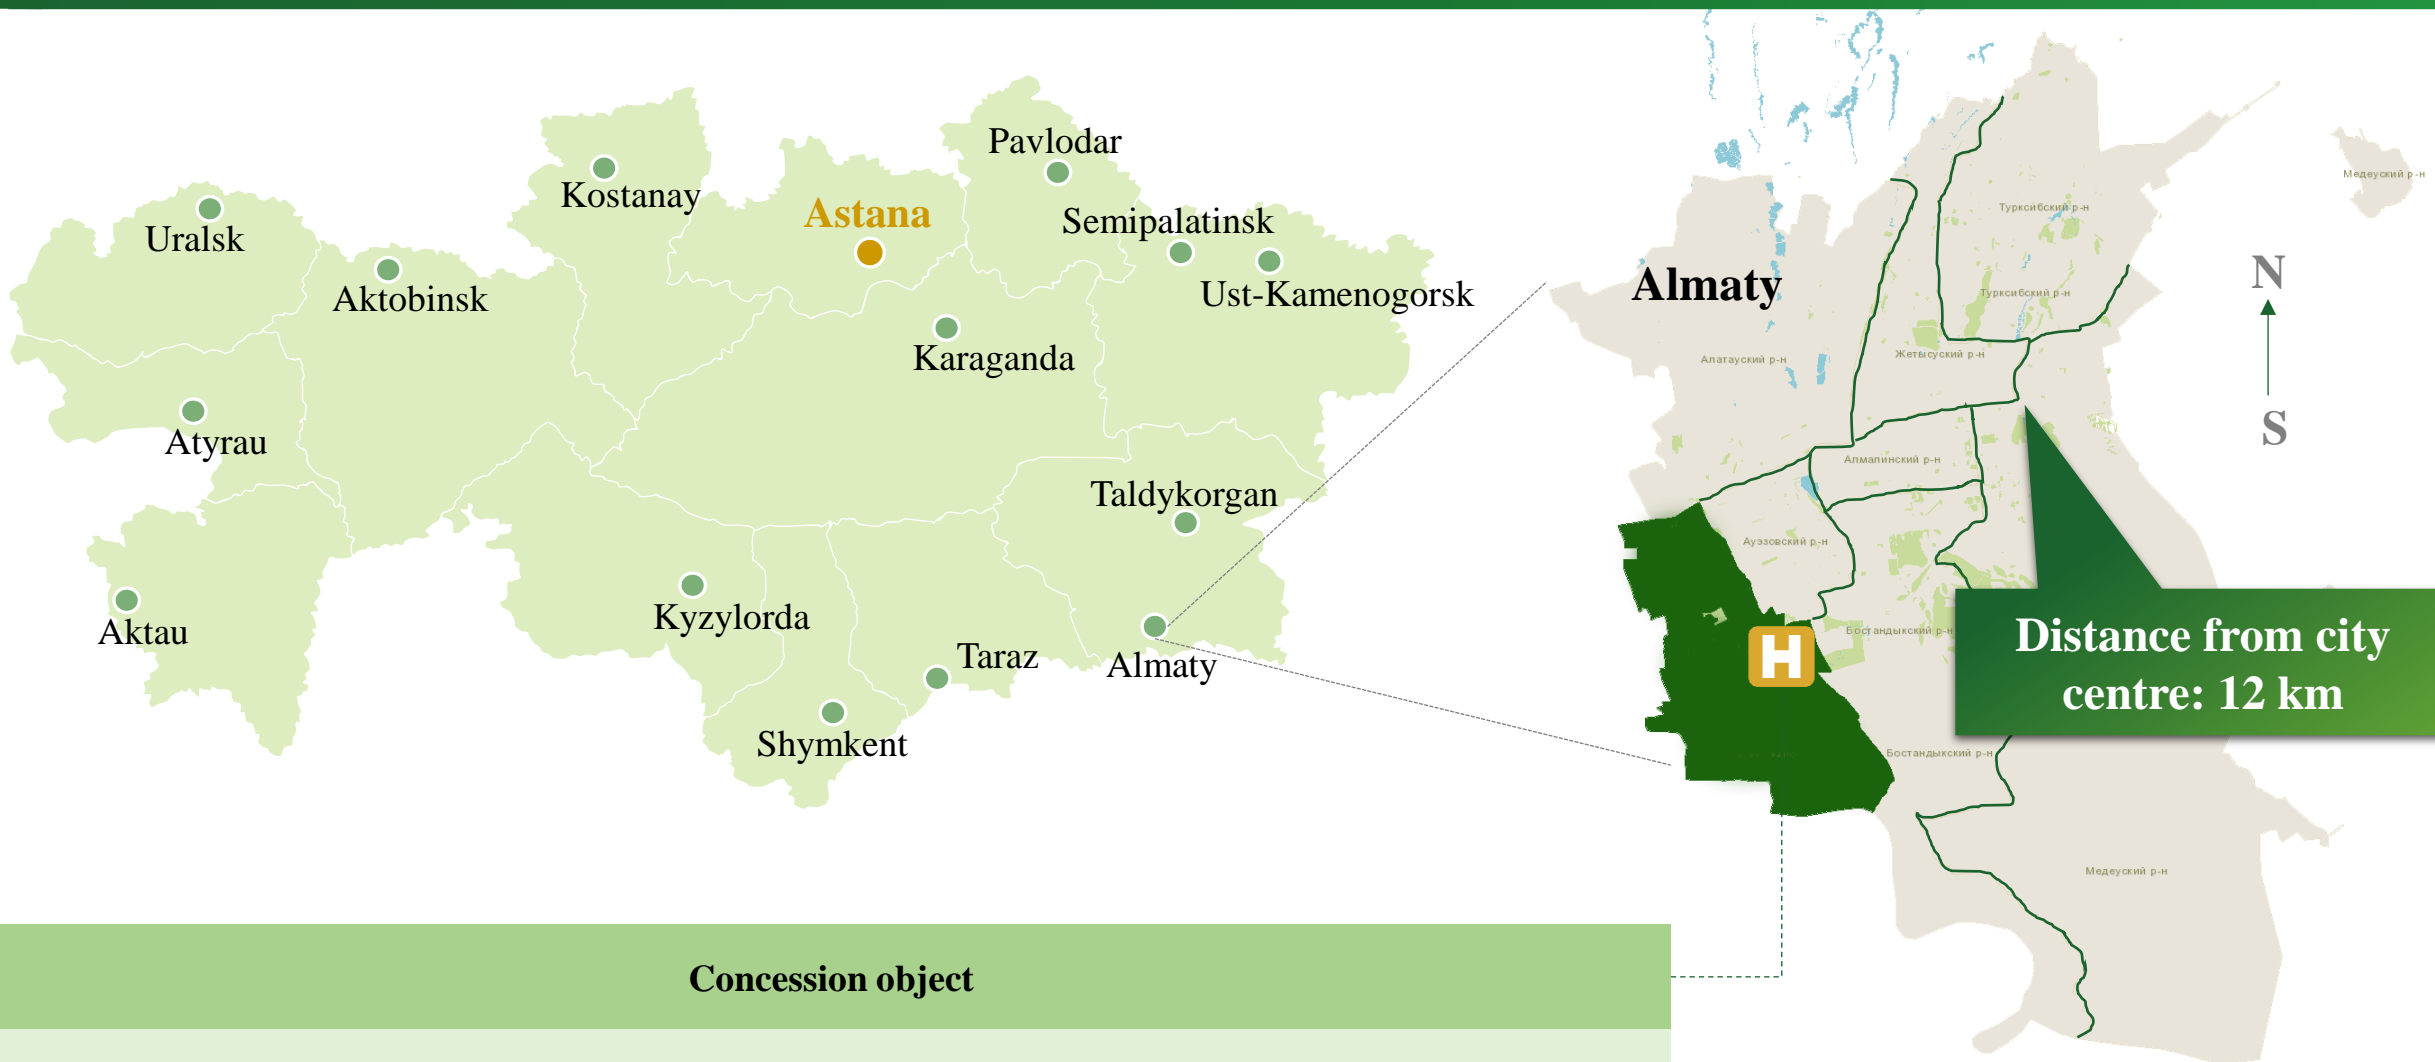 Pavlodar
Kostanay
Astana
Semipalatinsk
Uralsk
Aktobinsk
Ust-Kamenogorsk
Karaganda
Atyrau
Taldykorgan
Kyzylorda
Aktau
Taraz
Almaty
Shymkent
Almaty
Медеуский р-н
Турксибский р-н
Турксибский р-н
Алатауский р-н
Жетысуский р-н
Алмалинский р-н
Ауэзовский р-н
Бостандыкский р-н
Бостандыкский р-н
Медеуский р-н
N
S
H
Distance from city
centre: 12 km
Concession object